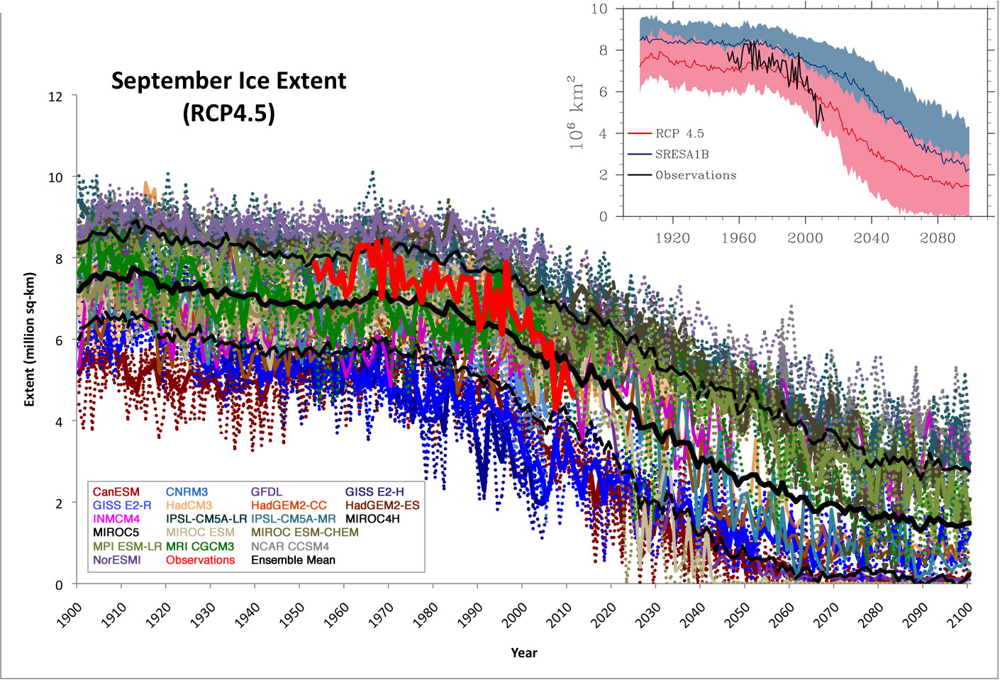 September Ice Extent
(RCP4.5)
12
10
8
6
4
2
0
Extent (million sq-km)
1900 1910 1920 1930 1940 1950 1960 1970 1980 1990 2000 2010 2020 2030 2040 2050 2060 2070 2080 2090 2100
Year
CanESM CNRM3 GFDL GISS E2-H
GISS E2-R HadCM3 HadGEM2-CC HadGEM2-ES
INMCM4 IPSL-CM5A-LR IPSL-CM5A-MR MIROC4H
MIROC5 MIROC ESM MIROC ESM-CHEM
MPI ESM-LR MRI CGCM3 NCAR CCSM4
NorESMI Observations Ensemble Mean
10
8
6
4
2
0
10⁶ km²
RCP 4.5
SRESA1B
Observations
1920 1960 2000 2040 2080